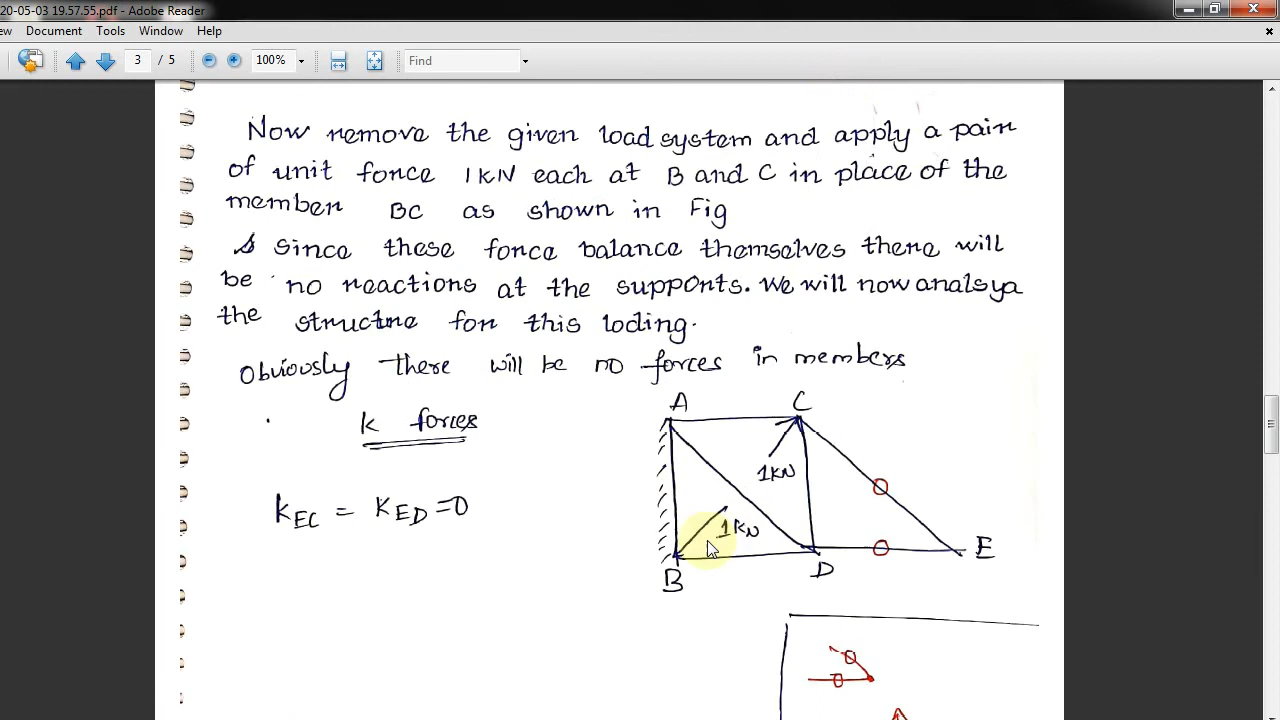 20-05-03 19.57.55.pdf - Adobe Reader
ew Document Tools Window Help
3 / 5 100% Find
Now remove the given load system and apply a pair
of unit force 1KN each at B and C in place of the
member BC as shown in Fig
since these force balance themselves there will
be no reactions at the supports. We will now analsya
the structure for this loding.
Obviously there will be no forces in members
k forces
A C
1KN
KEC = KED =0
1KN
E
B D
0
0